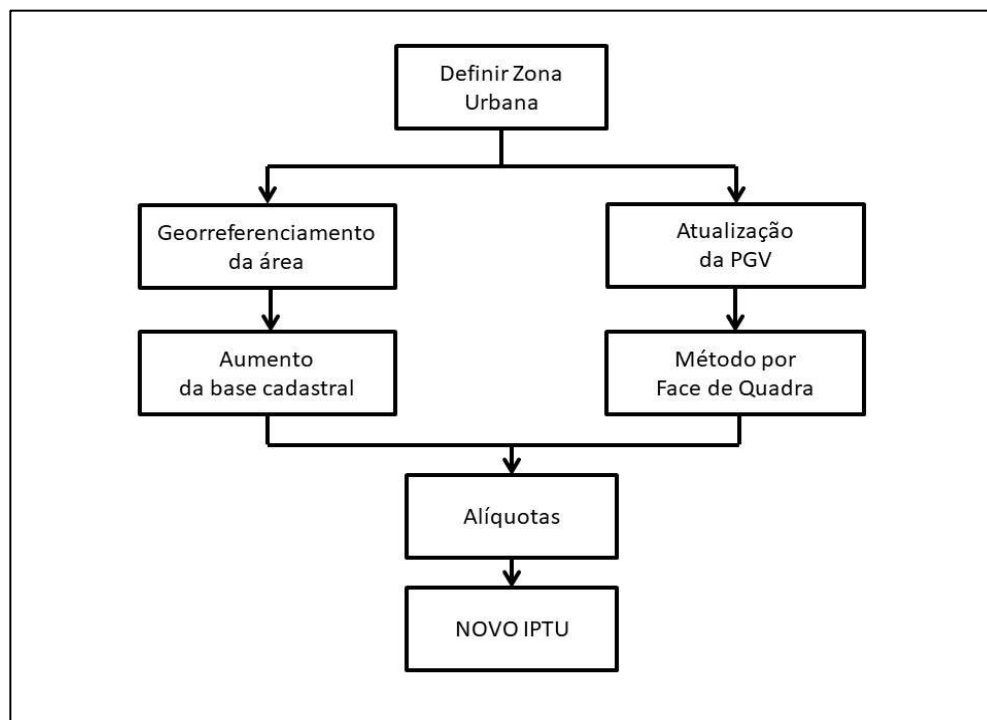 Definir Zona
Urbana
Georreferenciamento
da área
Atualização
da PGV
Aumento
da base cadastral
Método por
Face de Quadra
Alíquotas
NOVO IPTU